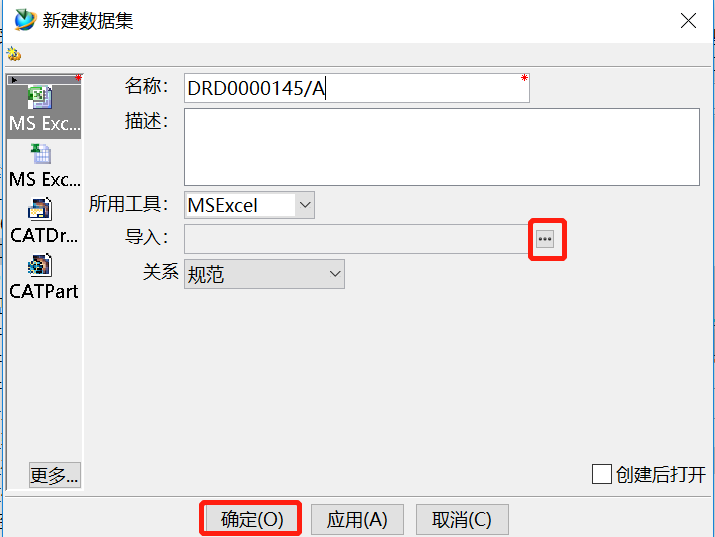 新建数据集
MS Exc...
MS Exc...
CATDr...
CATPart
更多...
名称: DRD0000145/A
描述:
所用工具: MSExcel
导入: ...
关系 规范
创建后打开
确定(O) 应用(A) 取消(C)